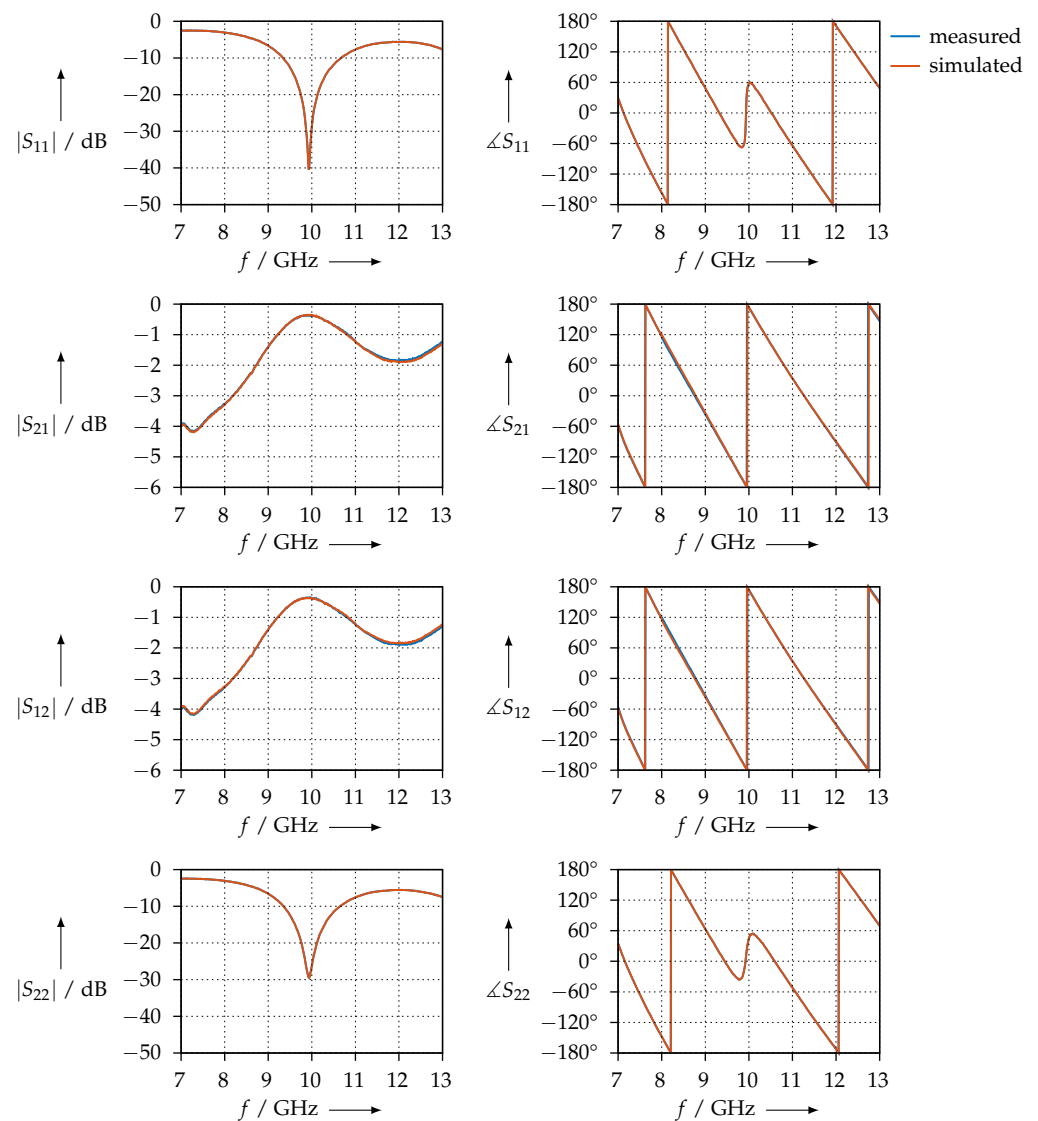 0
−10
−20
−30
−40
−50
|S₁₁| / dB
7 8 9 10 11 12 13
f / GHz
180°
120°
60°
0°
−60°
−120°
−180°
∡S₁₁
7 8 9 10 11 12 13
f / GHz
measured
simulated
0
−1
−2
−3
−4
−5
−6
|S₂₁| / dB
7 8 9 10 11 12 13
f / GHz
180°
120°
60°
0°
−60°
−120°
−180°
∡S₂₁
7 8 9 10 11 12 13
f / GHz
0
−1
−2
−3
−4
−5
−6
|S₁₂| / dB
7 8 9 10 11 12 13
f / GHz
180°
120°
60°
0°
−60°
−120°
−180°
∡S₁₂
7 8 9 10 11 12 13
f / GHz
0
−10
−20
−30
−40
−50
|S₂₂| / dB
7 8 9 10 11 12 13
f / GHz
180°
120°
60°
0°
−60°
−120°
−180°
∡S₂₂
7 8 9 10 11 12 13
f / GHz